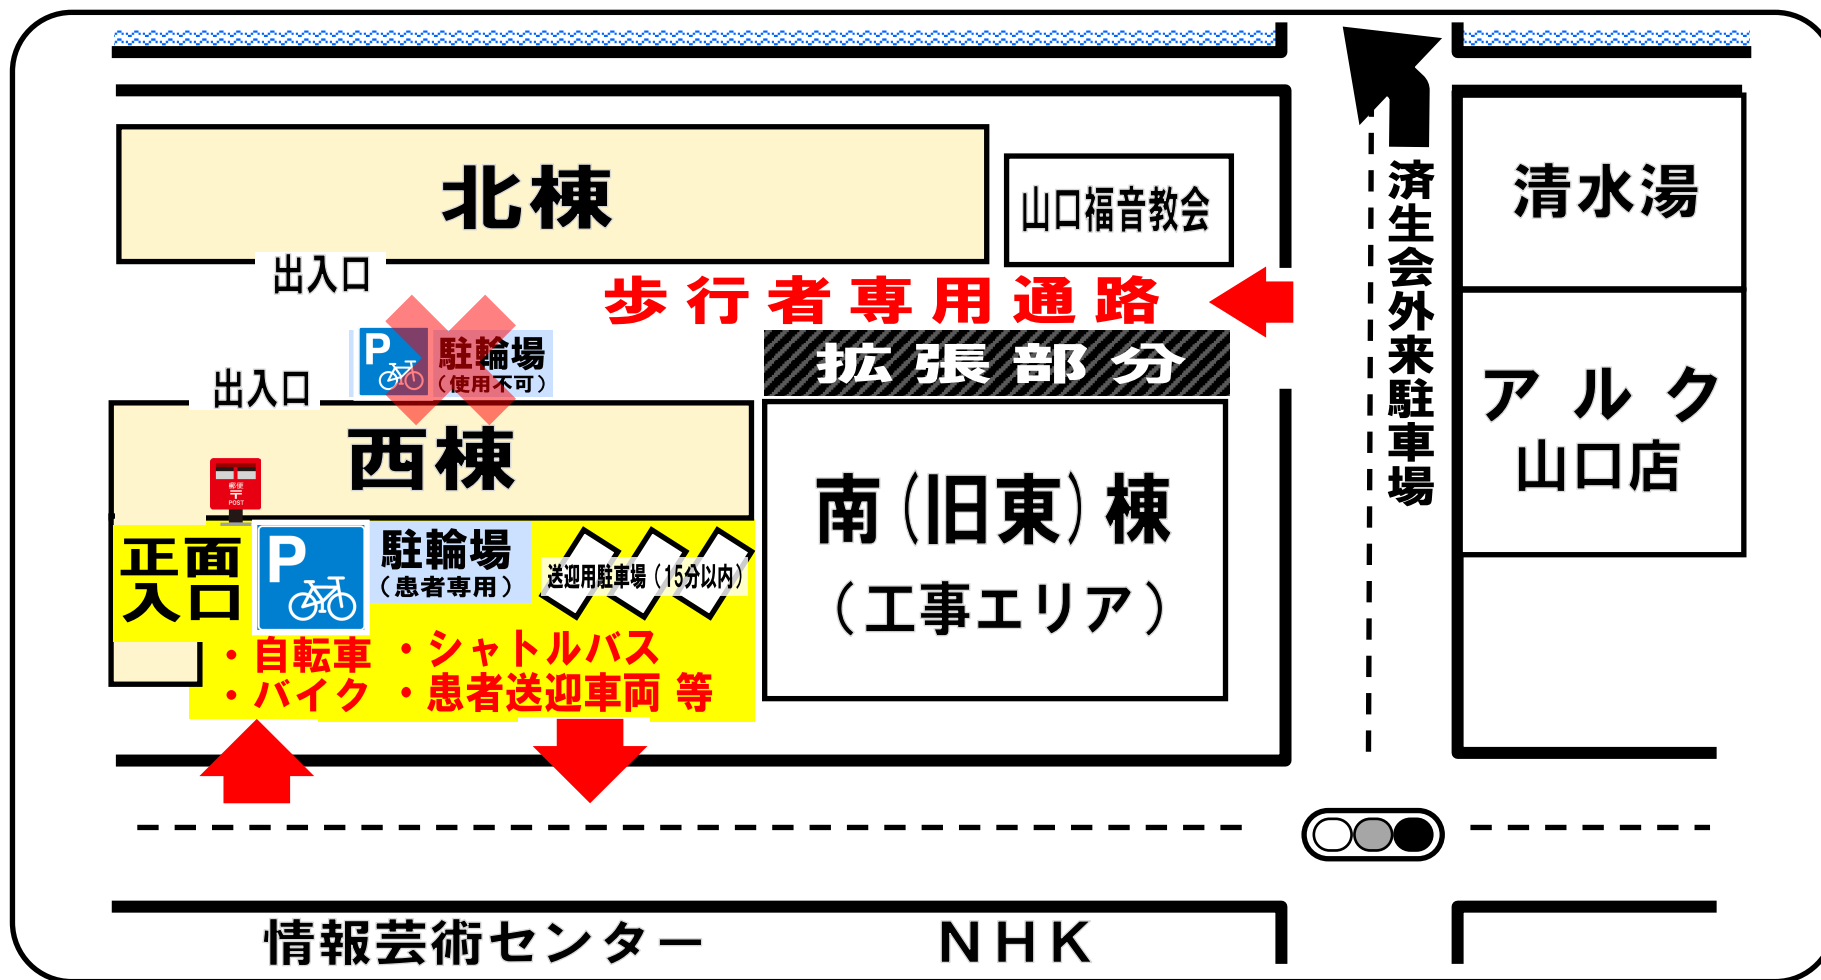 北棟
山口福音教会
清水湯
出入口
歩行者専用通路
済生会外来駐車場
P
駐輪場
（使用不可）
拡張部分
出入口
アルク
山口店
西棟
南（旧東）棟
（工事エリア）
郵便
〒
POST
正面
入口
P
駐輪場
（患者専用）
送迎用駐車場（15分以内）
・自転車
・バイク
・シャトルバス
・患者送迎車両 等
情報芸術センター
NHK